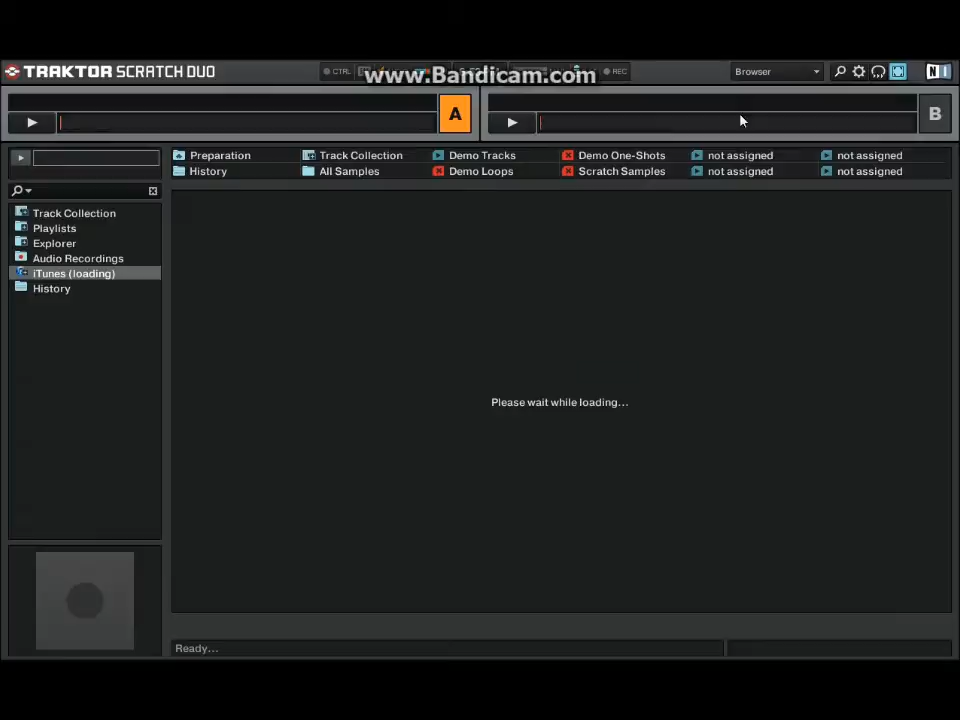 TRAKTOR SCRATCH DUO
CTRL
www.Bandicam.com
REC
Browser
NI
A
B
Preparation
Track Collection
Demo Tracks
Demo One-Shots
not assigned
not assigned
History
All Samples
Demo Loops
Scratch Samples
not assigned
not assigned
Track Collection
Playlists
Explorer
Audio Recordings
iTunes (loading)
History
Please wait while loading...
Ready...